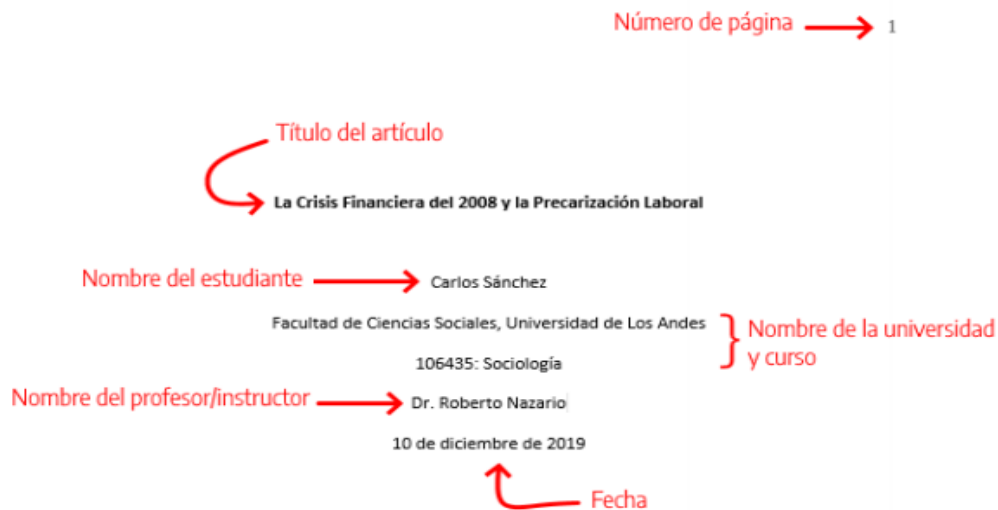 Número de página
1
Título del artículo
La Crisis Financiera del 2008 y la Precarización Laboral
Nombre del estudiante
Carlos Sánchez
Facultad de Ciencias Sociales, Universidad de Los Andes
Nombre de la universidad
y curso
106435: Sociología
Nombre del profesor/instructor
Dr. Roberto Nazario
10 de diciembre de 2019
Fecha